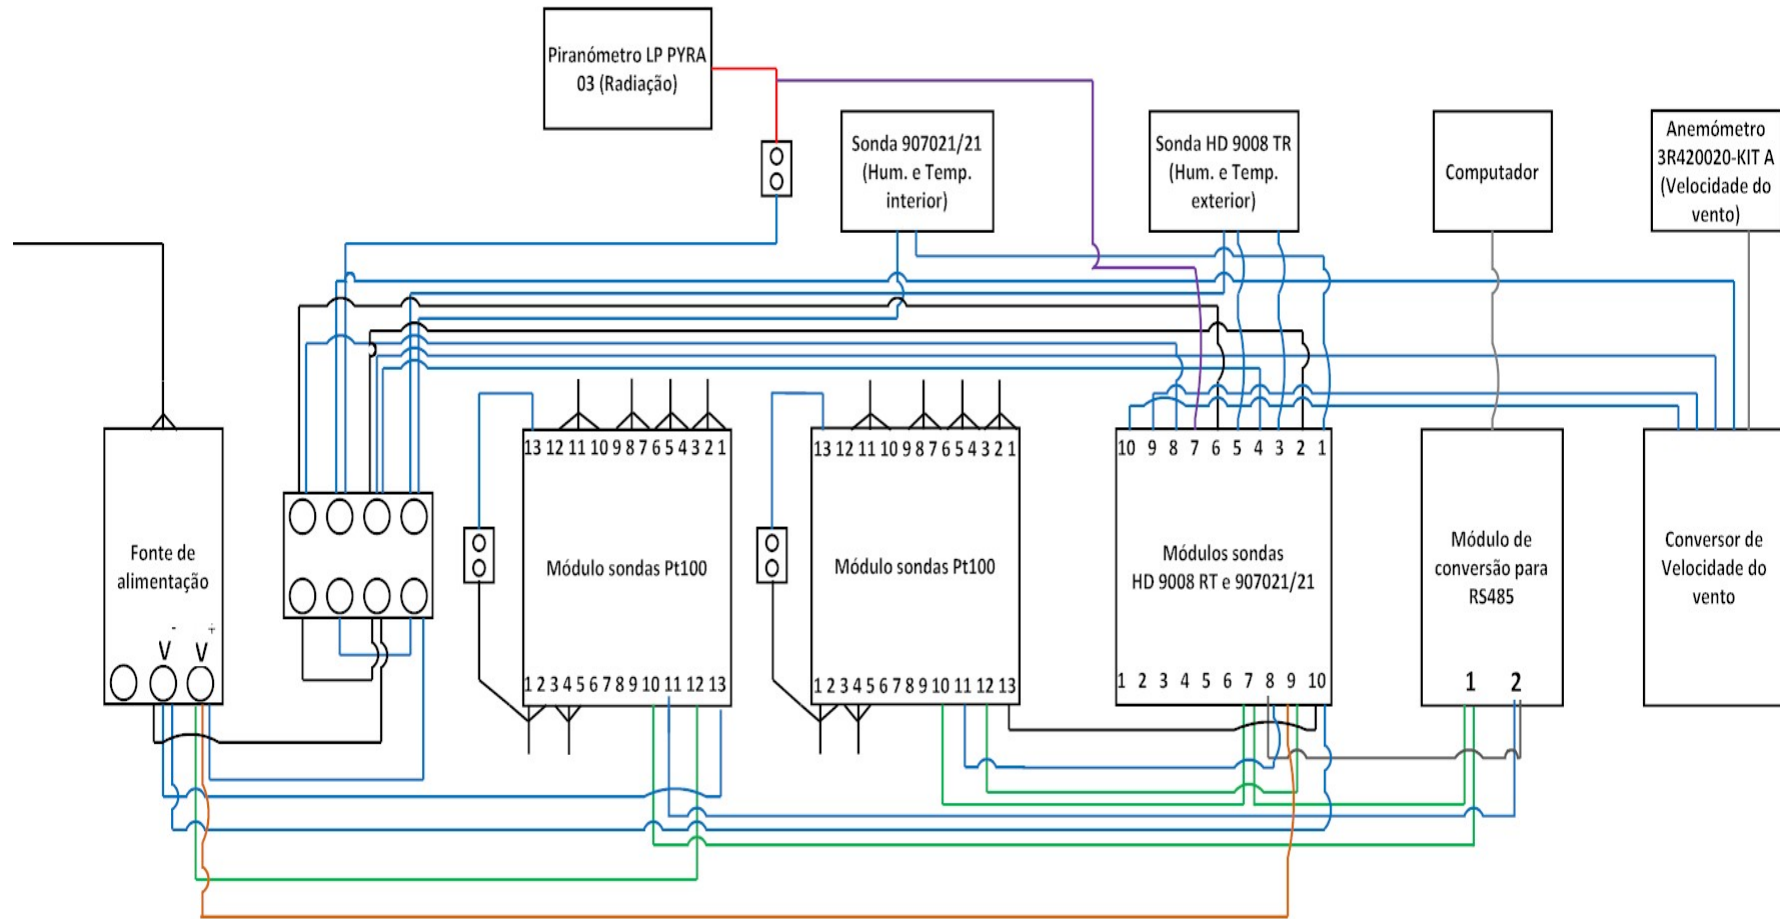 Piranómetro LP PYRA
03 (Radiação)
Sonda 907021/21
(Hum. e Temp.
interior)
Sonda HD 9008 TR
(Hum. e Temp.
exterior)
Computador
Anemómetro
3R420020-KIT A
(Velocidade do
vento)
Fonte de
alimentação
- +
V V
13 12 11 10 9 8 7 6 5 4 3 2 1
Módulo sondas Pt100
1 2 3 4 5 6 7 8 9 10 11 12 13
13 12 11 10 9 8 7 6 5 4 3 2 1
Módulo sondas Pt100
1 2 3 4 5 6 7 8 9 10 11 12 13
10 9 8 7 6 5 4 3 2 1
Módulos sondas
HD 9008 RT e 907021/21
1 2 3 4 5 6 7 8 9 10
Módulo de
conversão para
RS485
1 2
Conversor de
Velocidade do
vento